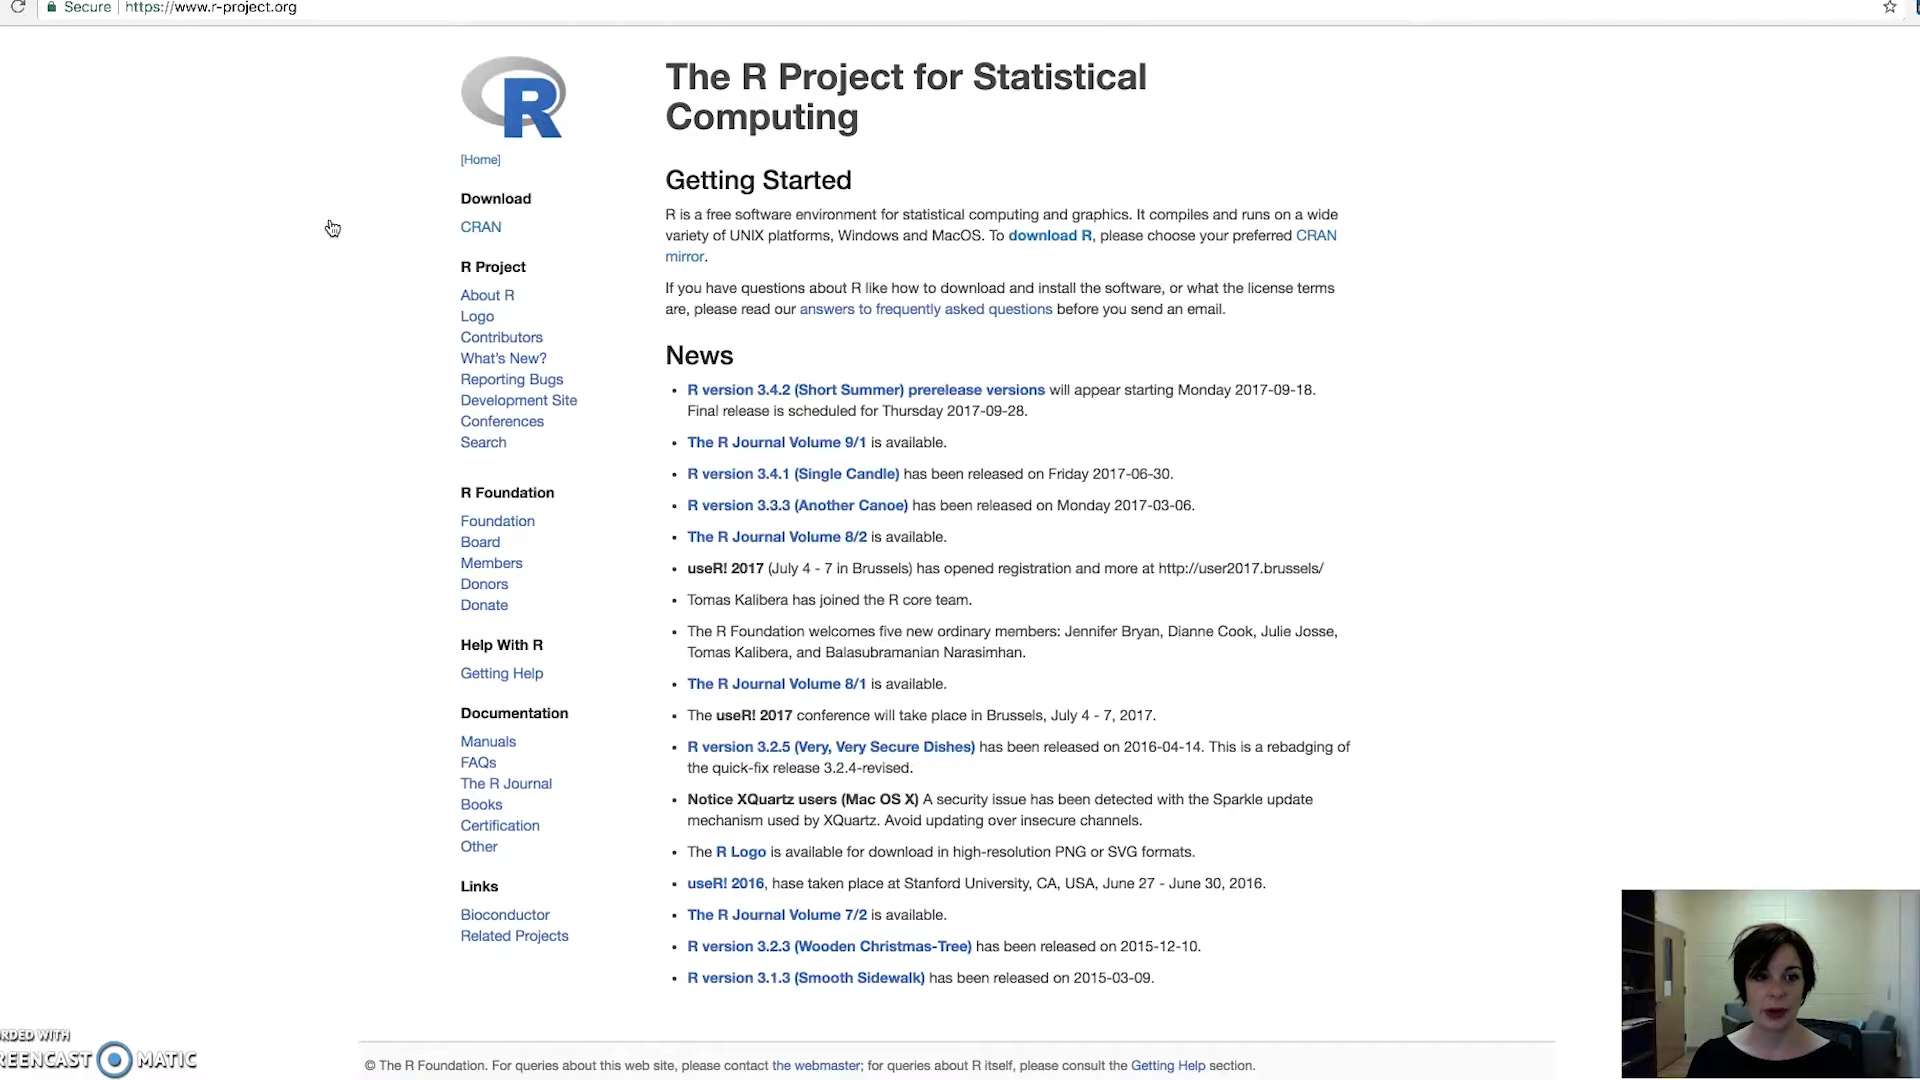 Secure | https://www.r-project.org
R
[Home]
Download
CRAN
R Project
About R
Logo
Contributors
What's New?
Reporting Bugs
Development Site
Conferences
Search
R Foundation
Foundation
Board
Members
Donors
Donate
Help With R
Getting Help
Documentation
Manuals
FAQs
The R Journal
Books
Certification
Other
Links
Bioconductor
Related Projects
The R Project for Statistical
Computing
Getting Started
R is a free software environment for statistical computing and graphics. It compiles and runs on a wide
variety of UNIX platforms, Windows and MacOS. To download R, please choose your preferred CRAN
mirror.
If you have questions about R like how to download and install the software, or what the license terms
are, please read our answers to frequently asked questions before you send an email.
News
• R version 3.4.2 (Short Summer) prerelease versions will appear starting Monday 2017-09-18.
Final release is scheduled for Thursday 2017-09-28.
• The R Journal Volume 9/1 is available.
• R version 3.4.1 (Single Candle) has been released on Friday 2017-06-30.
• R version 3.3.3 (Another Canoe) has been released on Monday 2017-03-06.
• The R Journal Volume 8/2 is available.
• useR! 2017 (July 4 - 7 in Brussels) has opened registration and more at http://user2017.brussels/
• Tomas Kalibera has joined the R core team.
• The R Foundation welcomes five new ordinary members: Jennifer Bryan, Dianne Cook, Julie Josse,
Tomas Kalibera, and Balasubramanian Narasimhan.
• The R Journal Volume 8/1 is available.
• The useR! 2017 conference will take place in Brussels, July 4 - 7, 2017.
• R version 3.2.5 (Very, Very Secure Dishes) has been released on 2016-04-14. This is a rebadging of
the quick-fix release 3.2.4-revised.
• Notice XQuartz users (Mac OS X) A security issue has been detected with the Sparkle update
mechanism used by XQuartz. Avoid updating over insecure channels.
• The R Logo is available for download in high-resolution PNG or SVG formats.
• useR! 2016, hase taken place at Stanford University, CA, USA, June 27 - June 30, 2016.
• The R Journal Volume 7/2 is available.
• R version 3.2.3 (Wooden Christmas-Tree) has been released on 2015-12-10.
• R version 3.1.3 (Smooth Sidewalk) has been released on 2015-03-09.
© The R Foundation. For queries about this web site, please contact the webmaster; for queries about R itself, please consult the Getting Help section.
RDED WITH
REENCAST MATIC